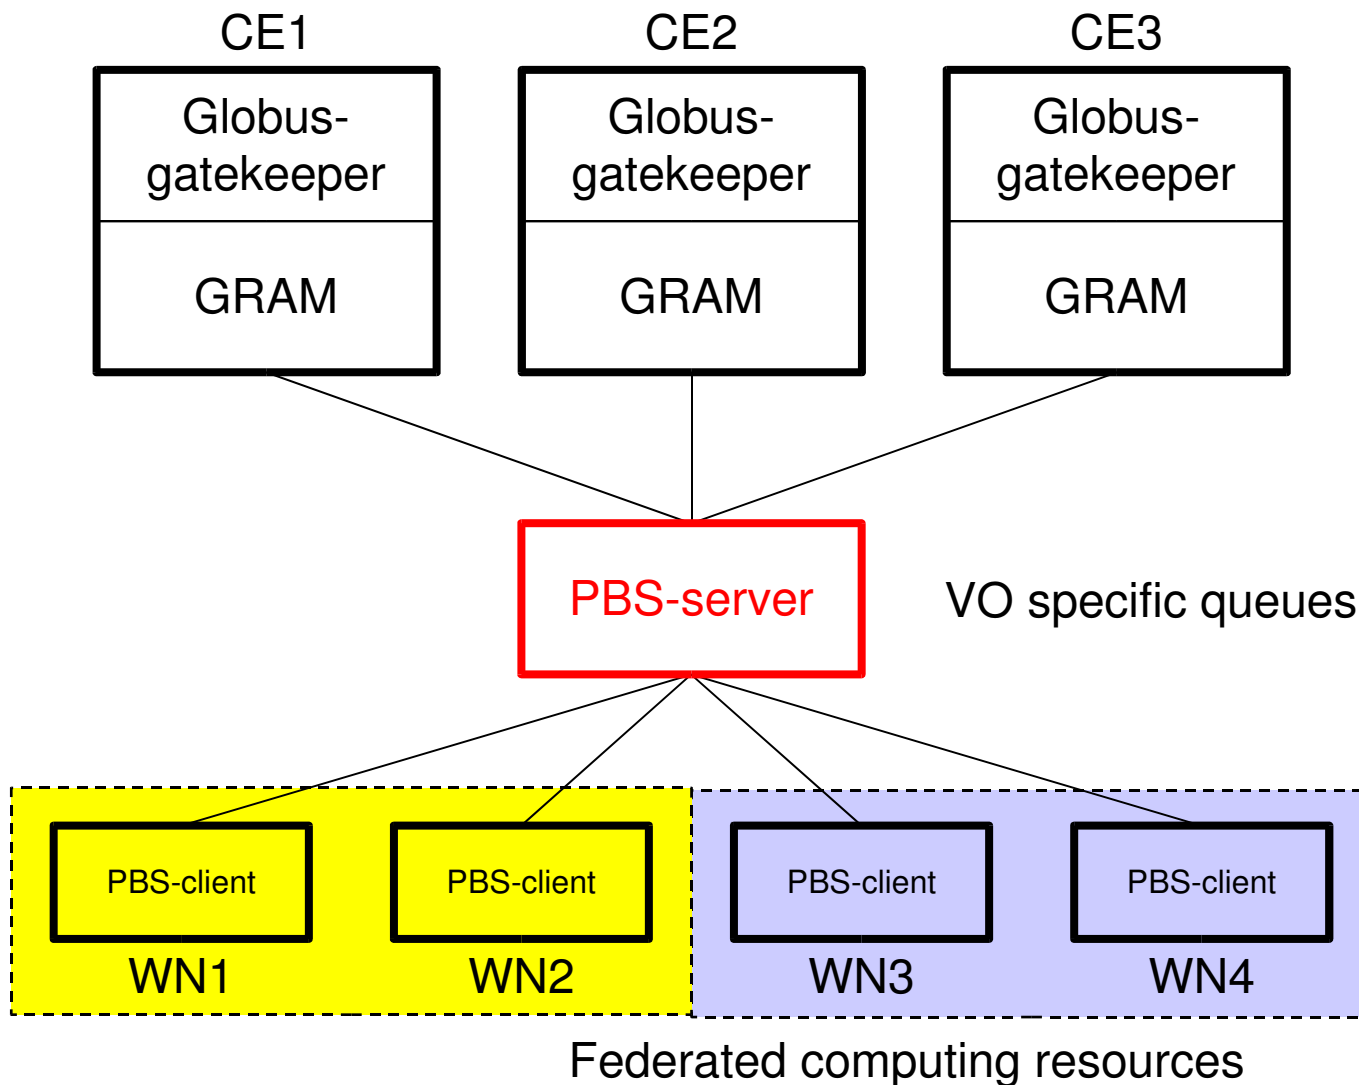 CE1
CE2
CE3
Globus-
gatekeeper
Globus-
gatekeeper
Globus-
gatekeeper
GRAM
GRAM
GRAM
PBS-server
VO specific queues
PBS-client
PBS-client
PBS-client
PBS-client
WN1
WN2
WN3
WN4
Federated computing resources